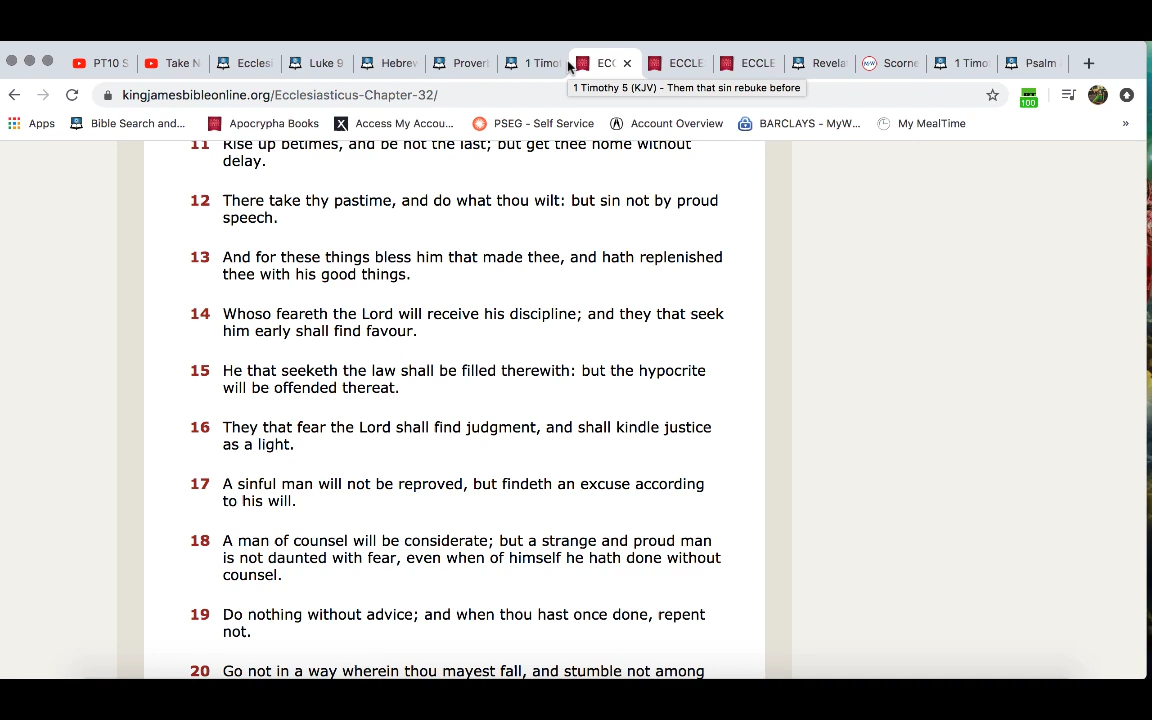 PT10 S
Take N
Ecclesi
Luke 9
Hebrew
Proverb
1 Timot
ECC
ECCLE
ECCLE
Revela
Scorne
1 Timo
Psalm
kingjamesbibleonline.org/Ecclesiasticus-Chapter-32/
1 Timothy 5 (KJV) - Them that sin rebuke before
100
Apps
Bible Search and...
Apocrypha Books
Access My Accou...
PSEG - Self Service
Account Overview
BARCLAYS - MyW...
My MealTime
»
11 Rise up betimes, and be not the last; but get thee home without
delay.
12 There take thy pastime, and do what thou wilt: but sin not by proud
speech.
13 And for these things bless him that made thee, and hath replenished
thee with his good things.
14 Whoso feareth the Lord will receive his discipline; and they that seek
him early shall find favour.
15 He that seeketh the law shall be filled therewith: but the hypocrite
will be offended thereat.
16 They that fear the Lord shall find judgment, and shall kindle justice
as a light.
17 A sinful man will not be reproved, but findeth an excuse according
to his will.
18 A man of counsel will be considerate; but a strange and proud man
is not daunted with fear, even when of himself he hath done without
counsel.
19 Do nothing without advice; and when thou hast once done, repent
not.
20 Go not in a way wherein thou mayest fall, and stumble not among